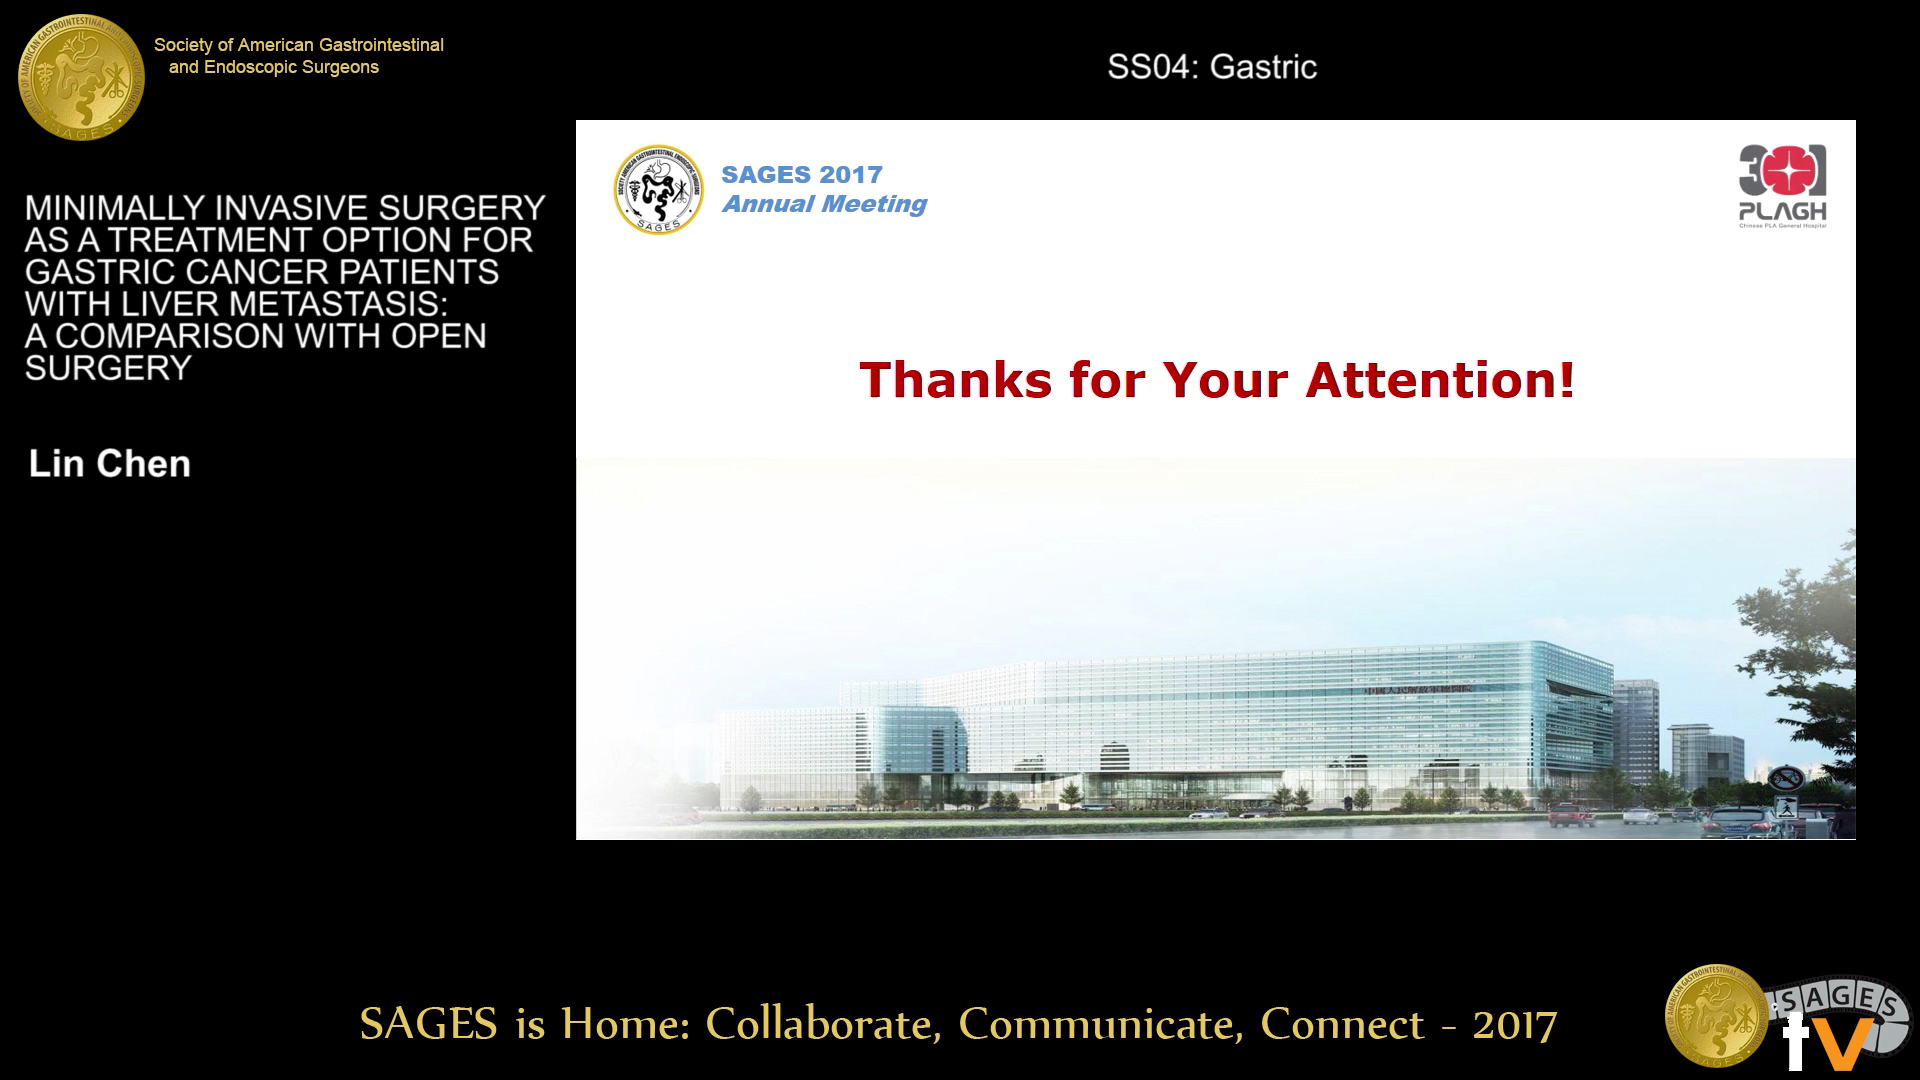 Society of American Gastrointestinal
and Endoscopic Surgeons
SS04: Gastric
MINIMALLY INVASIVE SURGERY
AS A TREATMENT OPTION FOR
GASTRIC CANCER PATIENTS
WITH LIVER METASTASIS:
A COMPARISON WITH OPEN
SURGERY
Lin Chen
SAGES 2017
Annual Meeting
SAGES
301
PLAGH
Chinese PLA General Hospital
Thanks for Your Attention!
SAGES is Home: Collaborate, Communicate, Connect - 2017
SAGES
tv